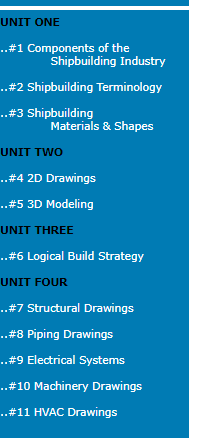 UNIT ONE
..#1 Components of the
Shipbuilding Industry
..#2 Shipbuilding Terminology
..#3 Shipbuilding
Materials & Shapes
UNIT TWO
..#4 2D Drawings
..#5 3D Modeling
UNIT THREE
..#6 Logical Build Strategy
UNIT FOUR
..#7 Structural Drawings
..#8 Piping Drawings
..#9 Electrical Systems
..#10 Machinery Drawings
..#11 HVAC Drawings